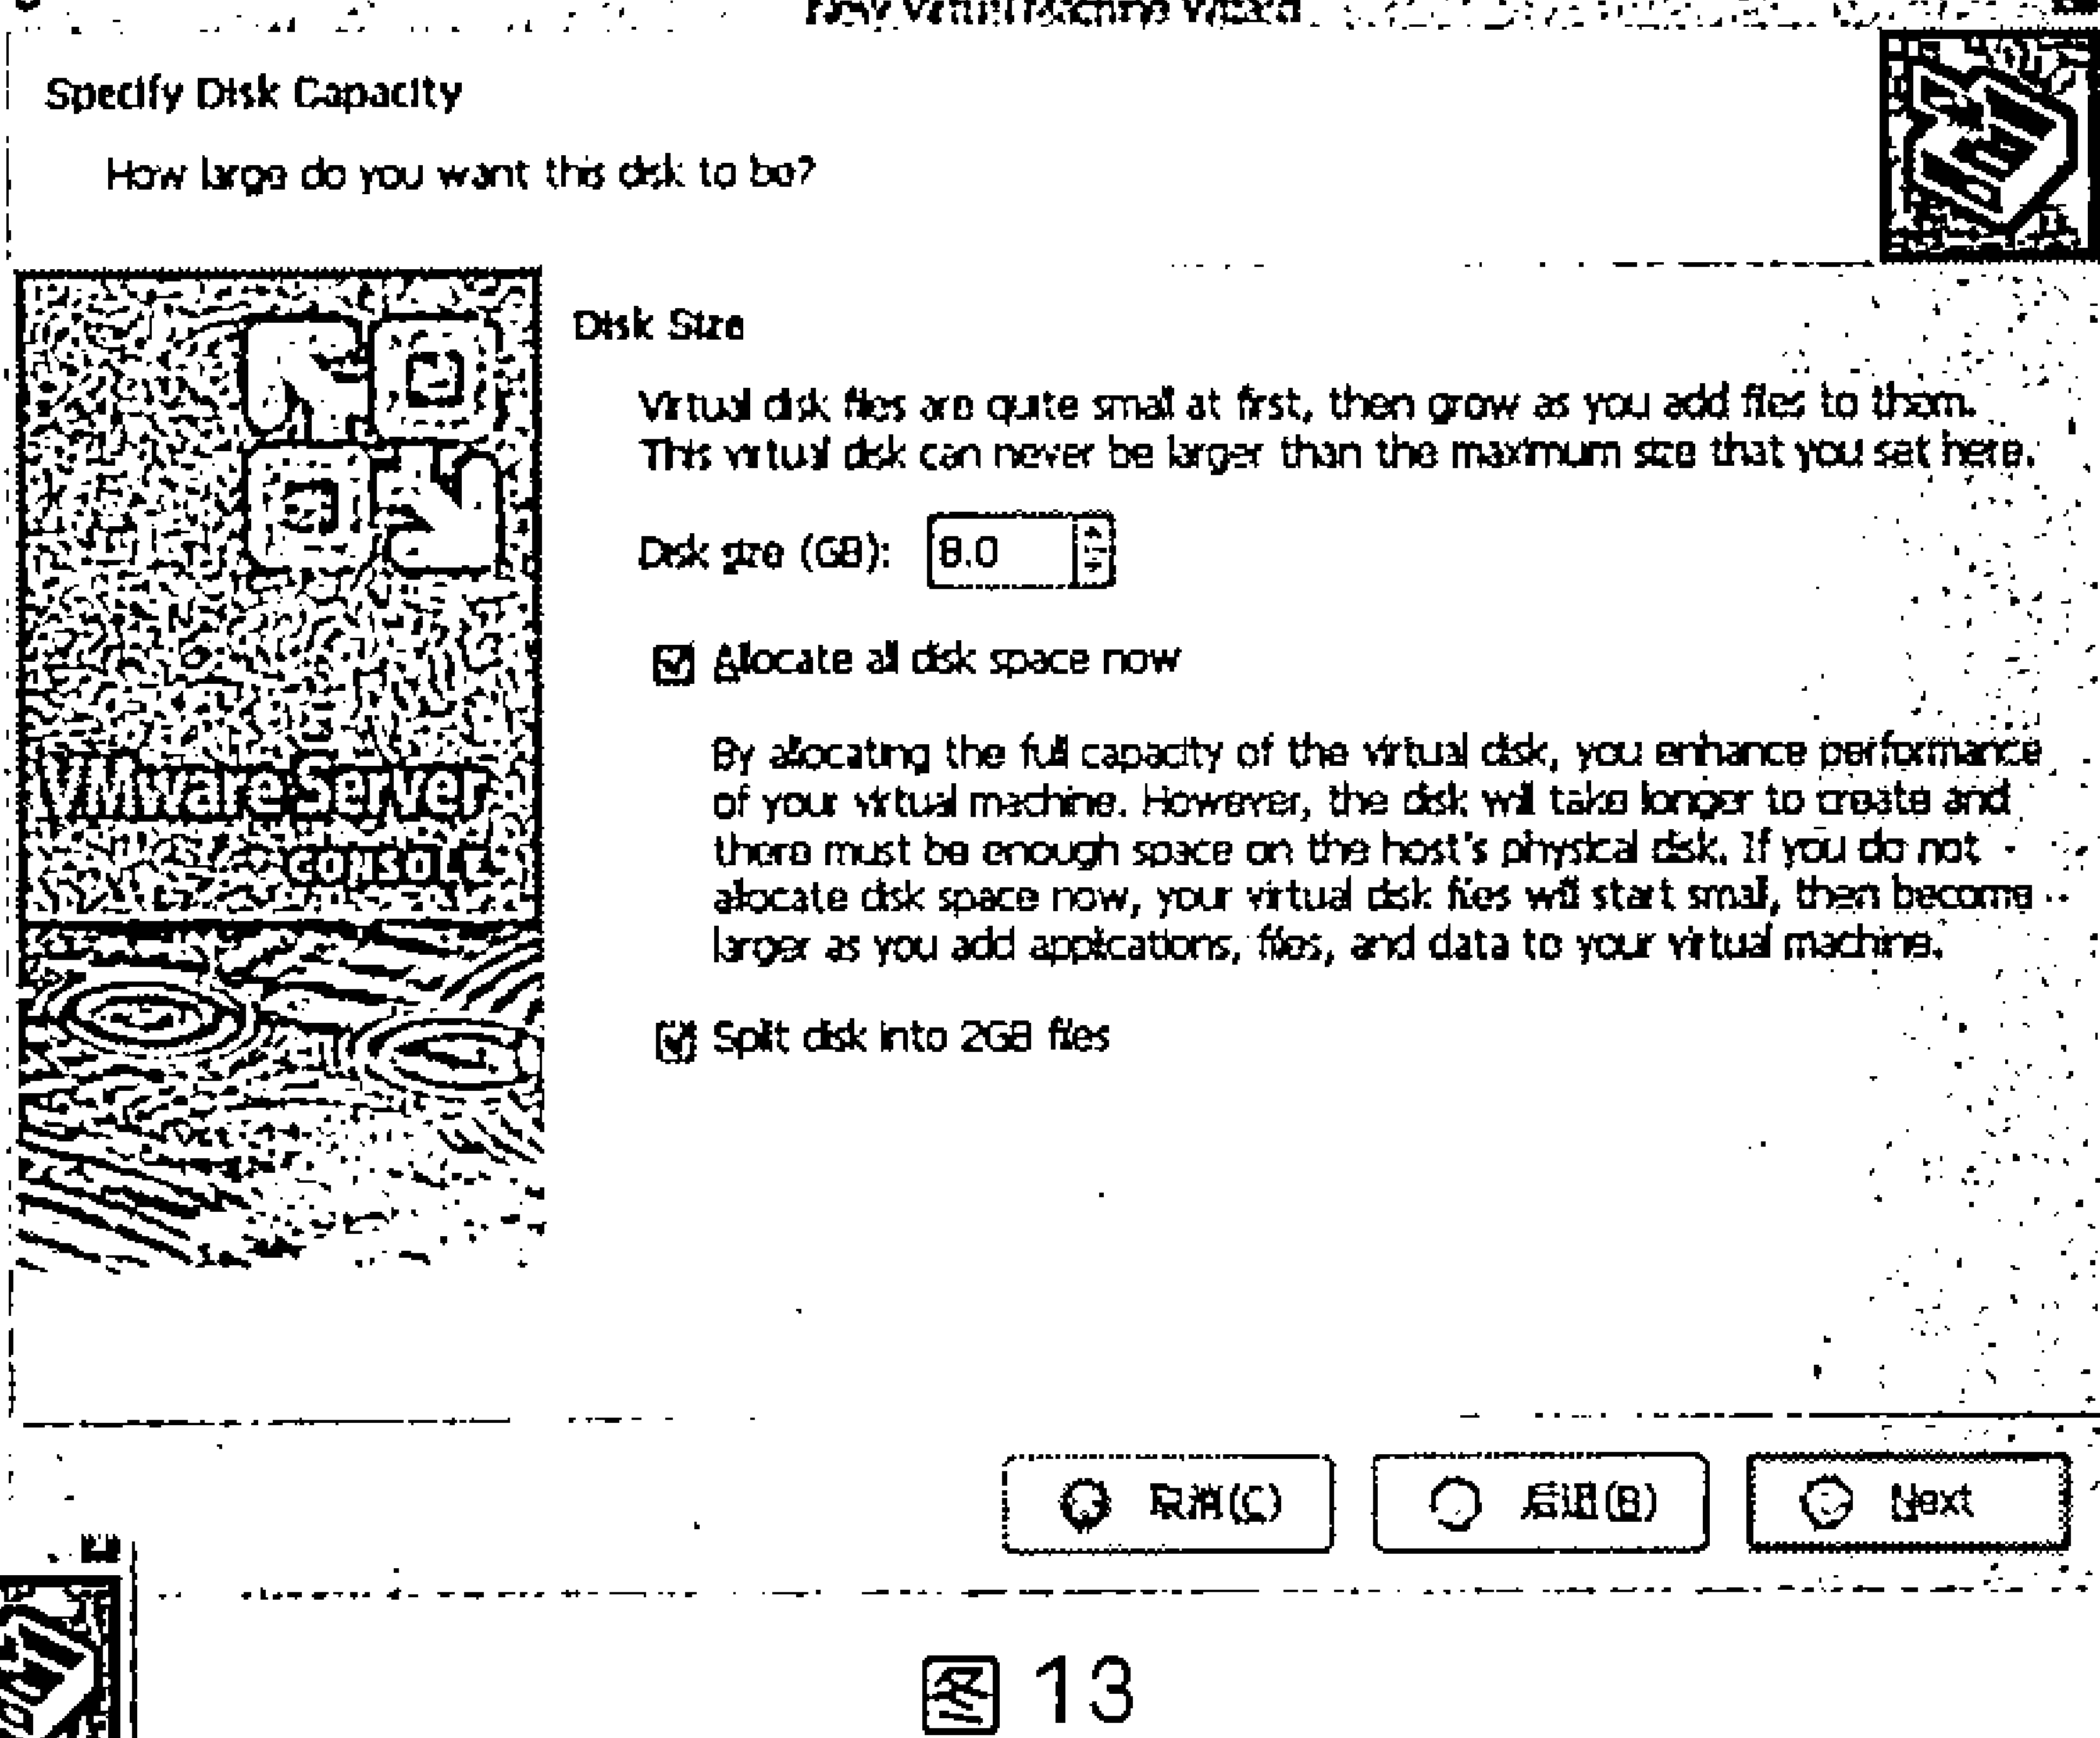 New Virtual Machine Wizard
Specify Disk Capacity
How large do you want this disk to be?
Disk Size
Virtual disk files are quite small at first, then grow as you add files to them.
This virtual disk can never be larger than the maximum size that you set here.
Disk size (GB): 8.0
Allocate all disk space now
By allocating the full capacity of the virtual disk, you enhance performance
of your virtual machine. However, the disk will take longer to create and
there must be enough space on the host's physical disk. If you do not
allocate disk space now, your virtual disk files will start small, then become
larger as you add applications, files, and data to your virtual machine.
Split disk into 2GB files
VMware Server
CONSOLE
取消(C) 后退(B) Next
图 13